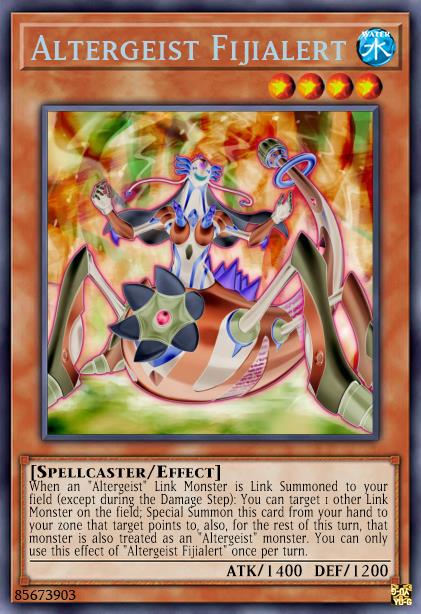 ALTERGEIST FIJIALERT
WATER
水
[SPELLCASTER/EFFECT]
When an "Altergeist" Link Monster is Link Summoned to your
field (except during the Damage Step): You can target 1 other Link
Monster on the field; Special Summon this card from your hand to
your zone that target points to, also, for the rest of this turn, that
monster is also treated as an "Altergeist" monster. You can only
use this effect of "Altergeist Fijialert" once per turn.
ATK/1400 DEF/1200
85673903